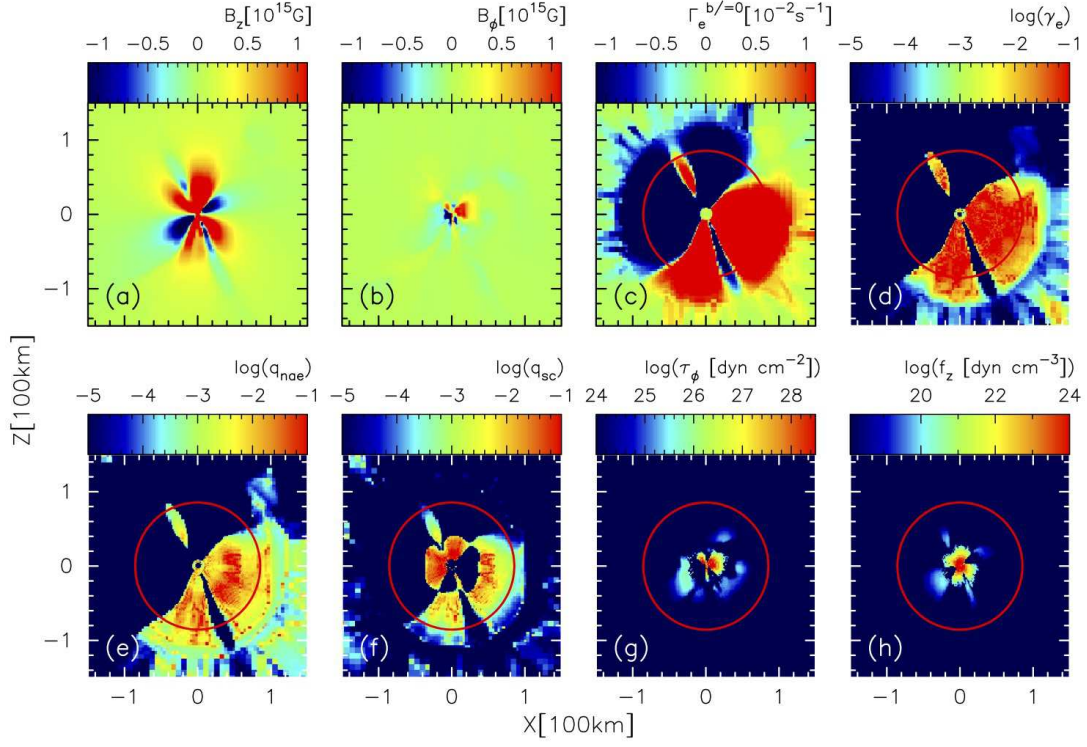 B_z[10^15G] B_ϕ[10^15G] Γ_e^{b/=0}[10^-2s^-1] log(γ_e)
−1 −0.5 0 0.5 1 −1 −0.5 0 0.5 1 −1 −0.5 0 0.5 1 −5 −4 −3 −2 −1
1
0
−1
(a) (b) (c) (d)
Z[100km]
log(q_nae) log(q_sc) log(τ_ϕ [dyn cm^-2]) log(f_z [dyn cm^-3])
−5 −4 −3 −2 −1 −5 −4 −3 −2 −1 24 25 26 27 28 20 22 24
1
0
−1
(e) (f) (g) (h)
−1 0 1 −1 0 1 −1 0 1 −1 0 1
X[100km]